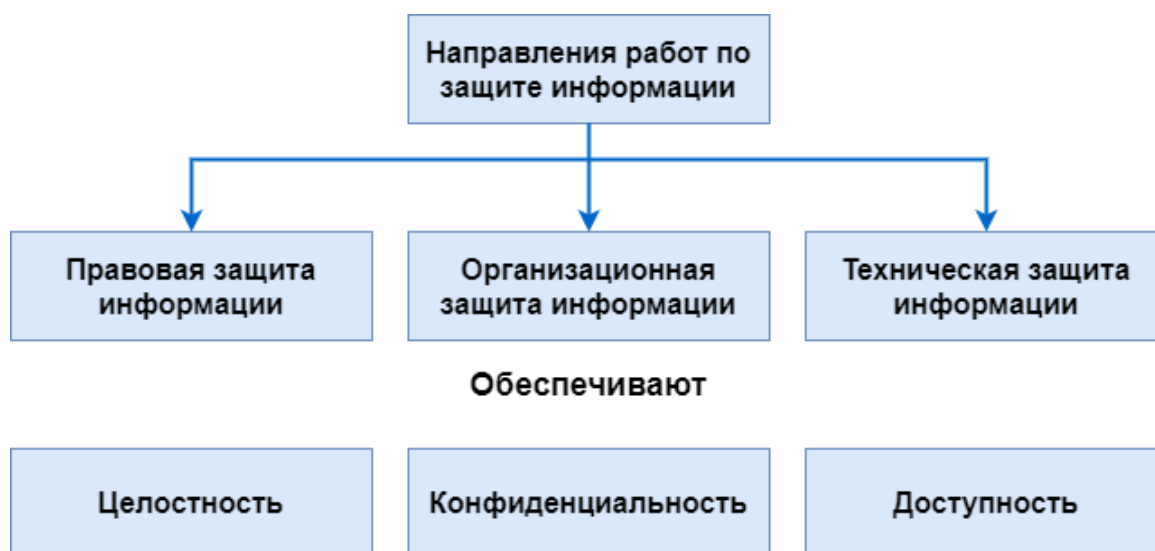 Направления работ по
защите информации
Правовая защита
информации
Организационная
защита информации
Техническая защита
информации
Обеспечивают
Целостность
Конфиденциальность
Доступность